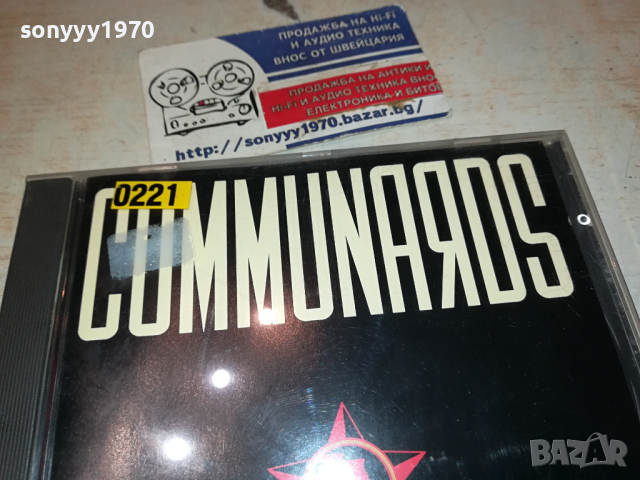 sonyyy1970
ПРОДАЖБА НА Hi-Fi
И АУДИО ТЕХНИКА
ВНОС ОТ ШВЕЙЦАРИЯ
ПРОДАЖБА НА АНТИКИ И
Hi-Fi И АУДИО ТЕХНИКА ВНО
ЕЛЕКТРОНИКА И БИТОВ
http://sonyyy1970.bazar.bg/
0221
COMMUNAЯDS
BAZAR